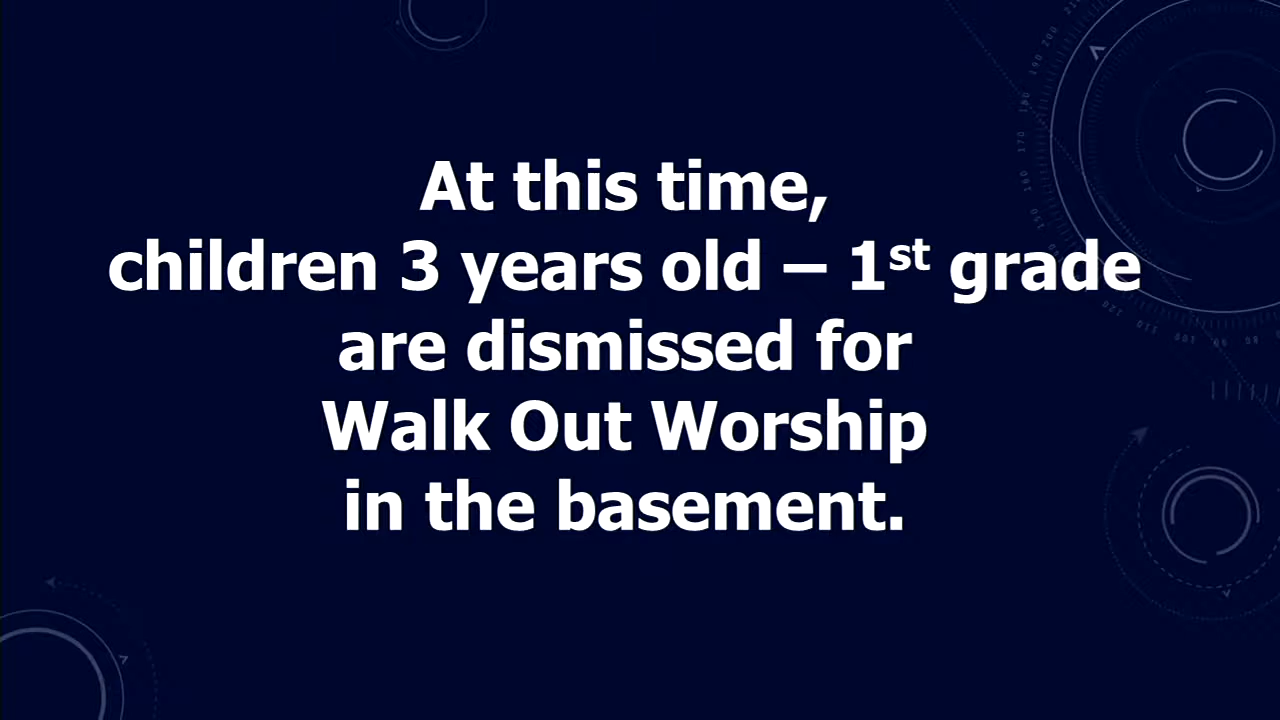 At this time,
children 3 years old – 1st grade
are dismissed for
Walk Out Worship
in the basement.